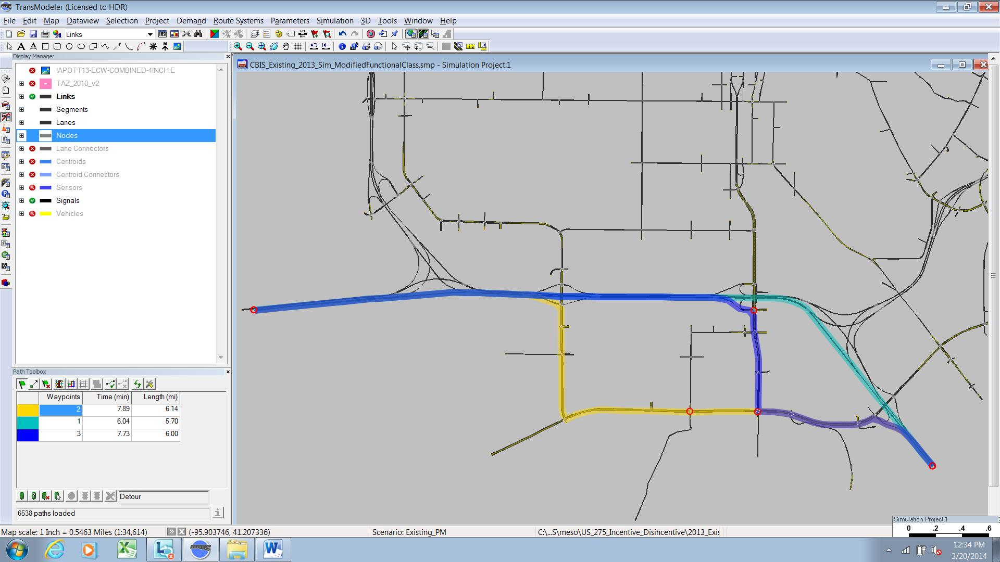 TransModeler (Licensed to HDR)
File Edit Map Dataview Selection Project Demand Route Systems Parameters Simulation 3D Tools Window Help
Links
Display Manager
IAPOTT13-ECW-COMBINED-4INCH.E
TAZ_2010_v2
Links
Segments
Lanes
Nodes
Lane Connectors
Centroids
Centroid Connectors
Sensors
Signals
Vehicles
CBIS_Existing_2013_Sim_ModifiedFunctionalClass.smp - Simulation Project:1
Path Toolbox
Waypoints Time (min) Length (mi)
2 7.89 6.14
1 6.04 5.70
3 7.73 6.00
Detour
6538 paths loaded
Simulation Project:1
0 .2 .4 .6
Map scale: 1 Inch = 0.5463 Miles (1:34,614) (-95.903746, 41.207336) Scenario: Existing_PM C:\...S\meso\US_275_Incentive_Disincentive\2013_Exis
12:34 PM
3/20/2014